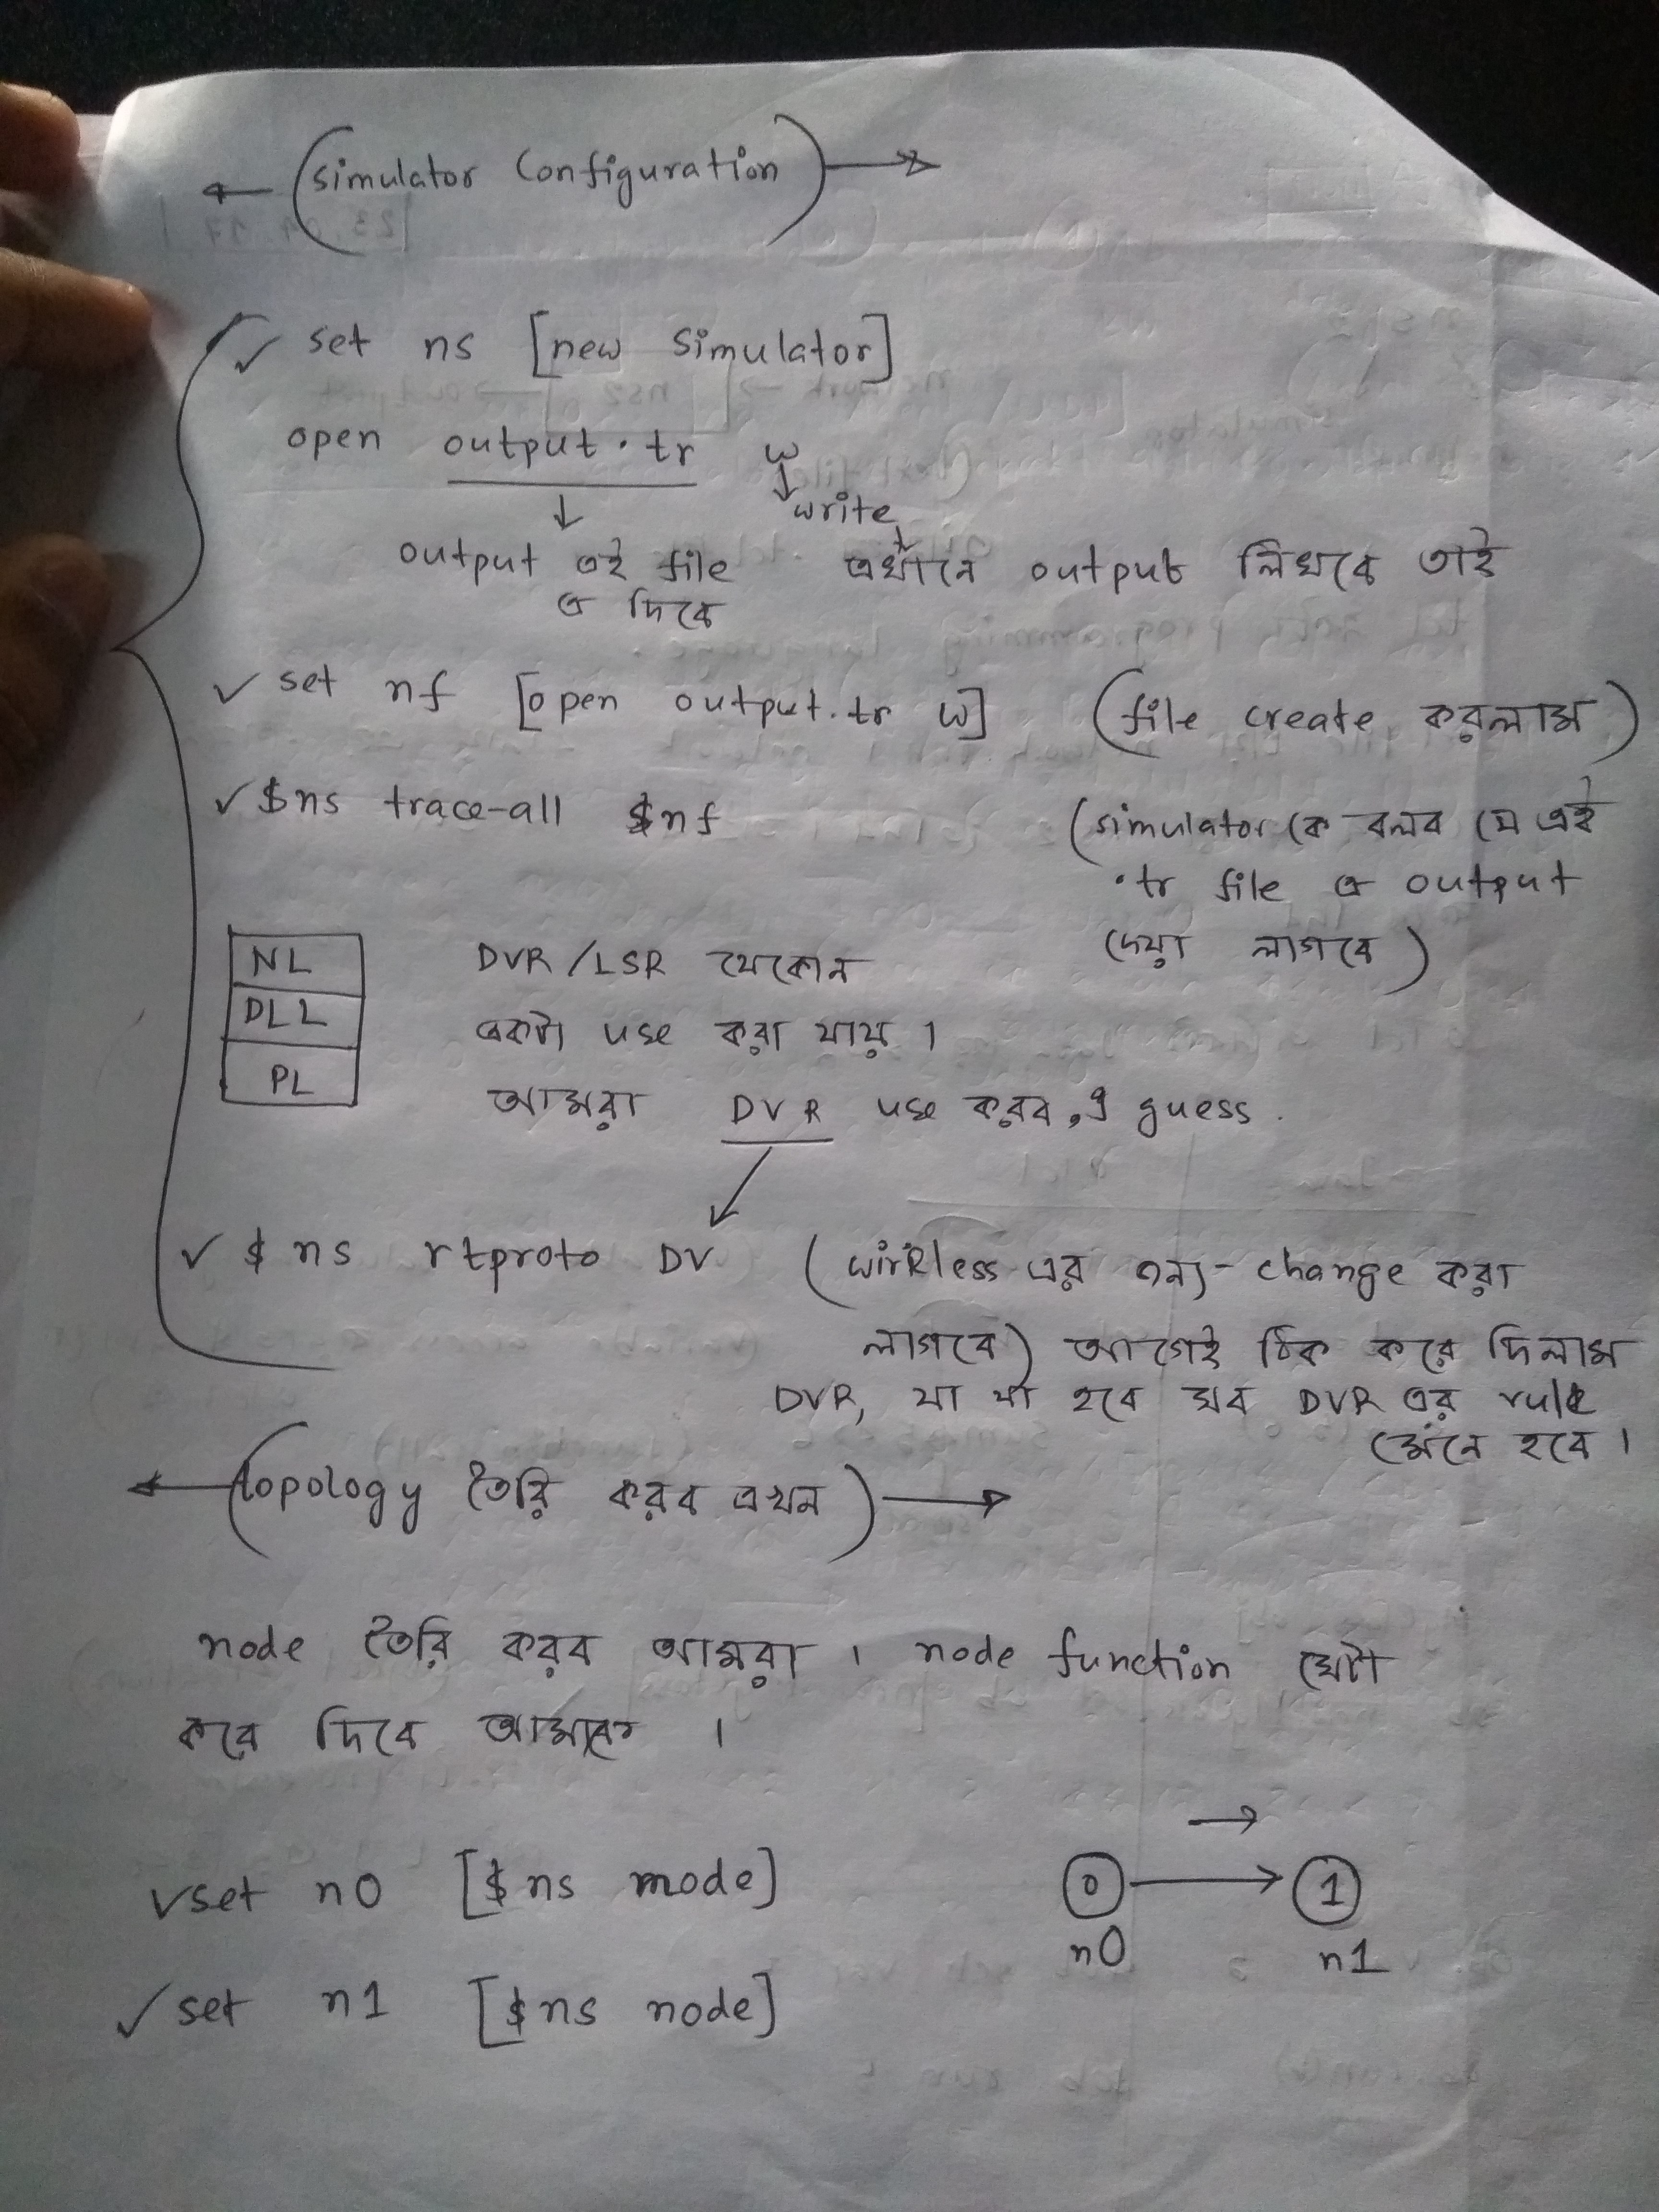 (simulator Configuration)
✓ set ns [new Simulator]
open output.tr w
write
output এই file এখানে output লিখবে তাই
এ দিবে
✓ set nf [open output.tr w] (file create করলাম)
✓ $ns trace-all $nf (simulator কে বলব যে এই
.tr file এ output
দেয়া লাগবে)
NL DVR/LSR যেকোন
DLL একটা use করা যায়।
PL আমরা DVR use করব, I guess.
✓ $ns rtproto DV (wirRless এর জন্য change করা
লাগবে) আগেই ঠিক করে দিলাম
DVR, যা যা হবে সব DVR এর rule
মেনে হবে।
(topology তৈরি করব এখন)
node তৈরি করব আমরা। node function সেটা
করে দিবে।
✓ set n0 [$ns node] 0 1
n0 n1
✓ set n1 [$ns node]